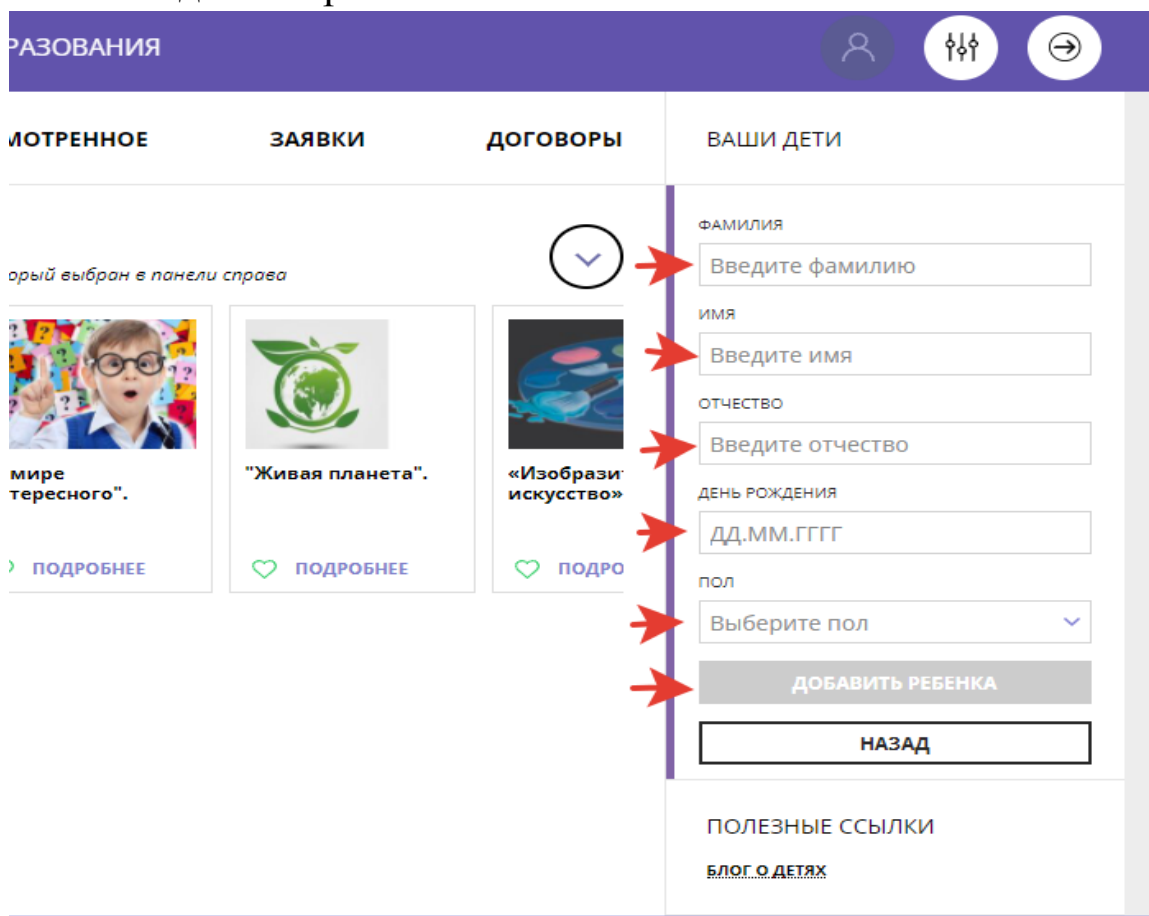 РАЗОВАНИЯ
МОТРЕННОЕ ЗАЯВКИ ДОГОВОРЫ ВАШИ ДЕТИ
орый выбран в панели справа
мире
тересного".
ПОДРОБНЕЕ
"Живая планета".
ПОДРОБНЕЕ
«Изобрази
искусство»
ПОДРО
ФАМИЛИЯ
Введите фамилию
ИМЯ
Введите имя
ОТЧЕСТВО
Введите отчество
ДЕНЬ РОЖДЕНИЯ
ДД.ММ.ГГГГ
ПОЛ
Выберите пол
ДОБАВИТЬ РЕБЕНКА
НАЗАД
ПОЛЕЗНЫЕ ССЫЛКИ
БЛОГ О ДЕТЯХ